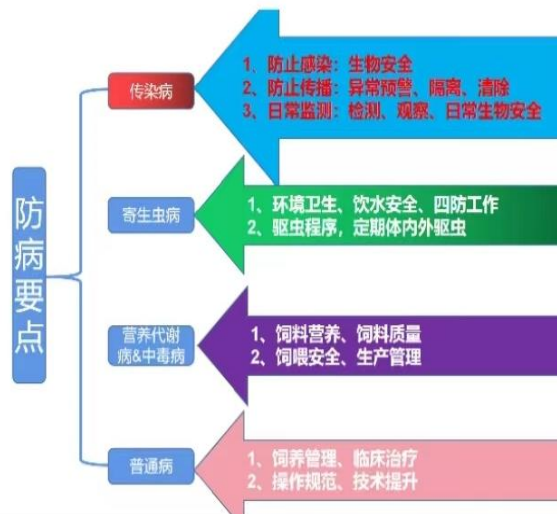 防病要点
传染病
1、防止感染：生物安全
2、防止传播：异常预警、隔离、清除
3、日常监测：检测、观察、日常生物安全
寄生虫病
1、环境卫生、饮水安全、四防工作
2、驱虫程序，定期体内外驱虫
营养代谢
病&中毒病
1、饲料营养、饲料质量
2、饲喂安全、生产管理
普通病
1、饲养管理、临床治疗
2、操作规范、技术提升